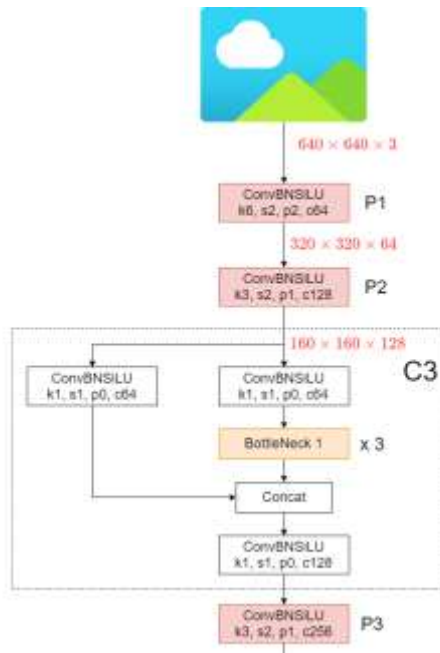 640 × 640 × 3
ConvBNSiLU
k6, s2, p2, c64
P1
320 × 320 × 64
ConvBNSiLU
k3, s2, p1, c128
P2
160 × 160 × 128
C3
ConvBNSiLU
k1, s1, p0, c64
ConvBNSiLU
k1, s1, p0, c64
BottleNeck 1
x 3
Concat
ConvBNSiLU
k1, s1, p0, c128
ConvBNSiLU
k3, s2, p1, c256
P3